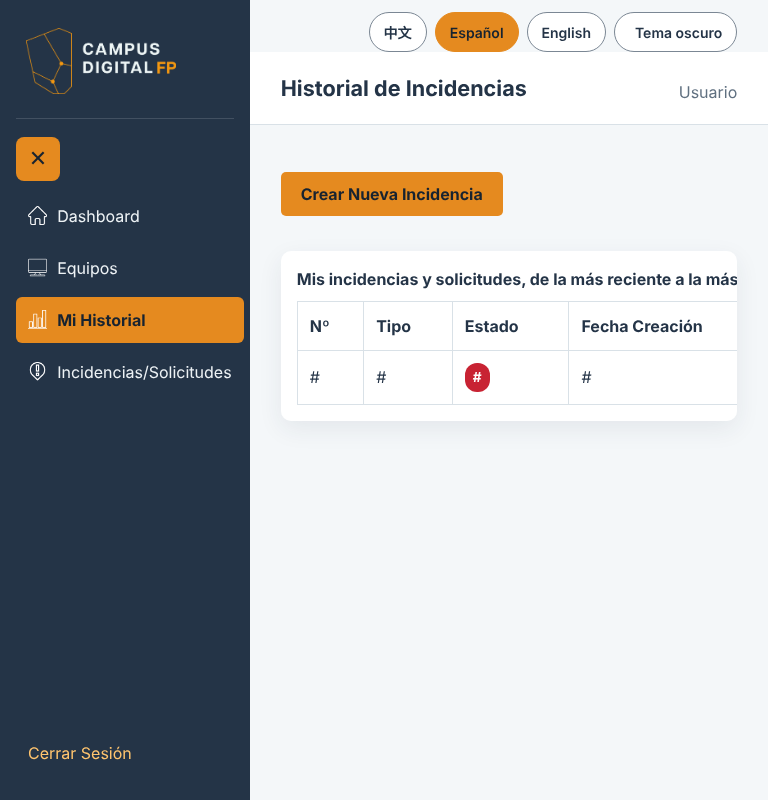 CAMPUS
DIGITAL FP
✕
Dashboard
Equipos
Mi Historial
Incidencias/Solicitudes
Cerrar Sesión
中文
Español
English
Tema oscuro
Historial de Incidencias
Usuario
Crear Nueva Incidencia
Mis incidencias y solicitudes, de la más reciente a la más
Nº Tipo Estado Fecha Creación
# # # #